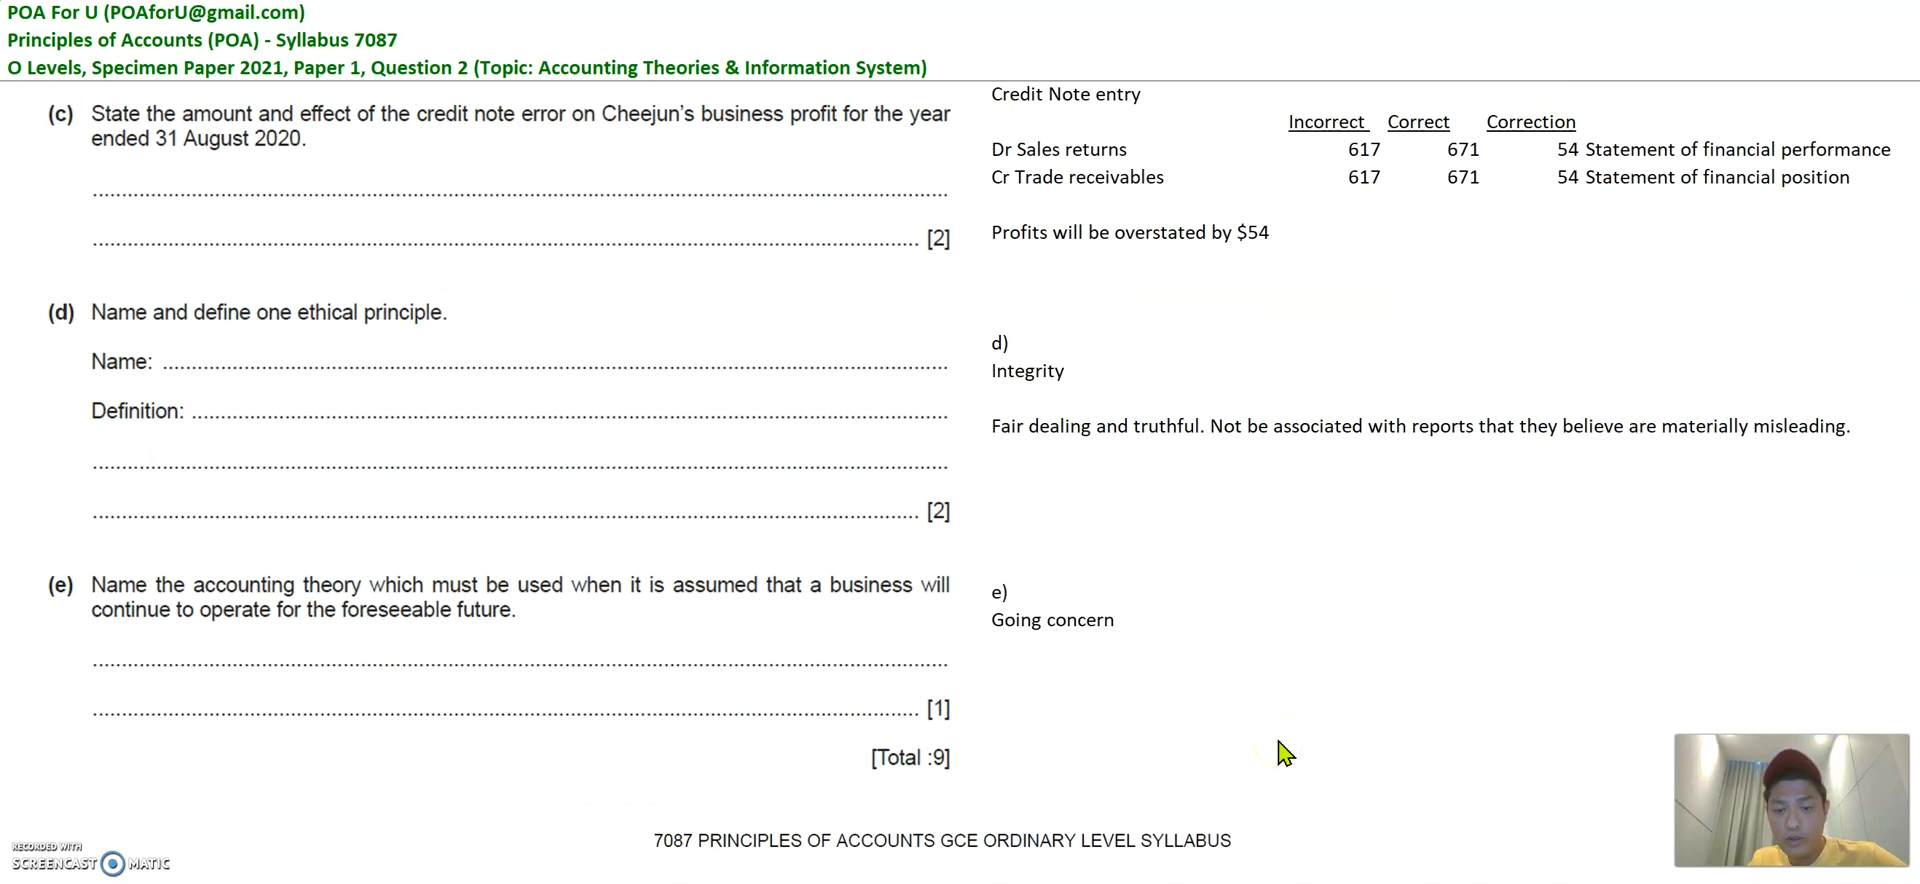 POA For U (POAforU@gmail.com)
Principles of Accounts (POA) - Syllabus 7087
O Levels, Specimen Paper 2021, Paper 1, Question 2 (Topic: Accounting Theories & Information System)
(c) State the amount and effect of the credit note error on Cheejun's business profit for the year
ended 31 August 2020.
[2]
(d) Name and define one ethical principle.
Name:
Definition:
[2]
(e) Name the accounting theory which must be used when it is assumed that a business will
continue to operate for the foreseeable future.
[1]
[Total :9]
Credit Note entry
Incorrect Correct Correction
Dr Sales returns 617 671 54 Statement of financial performance
Cr Trade receivables 617 671 54 Statement of financial position
Profits will be overstated by $54
d)
Integrity
Fair dealing and truthful. Not be associated with reports that they believe are materially misleading.
e)
Going concern
7087 PRINCIPLES OF ACCOUNTS GCE ORDINARY LEVEL SYLLABUS
RECORDED WITH
SCREENCAST MATIC